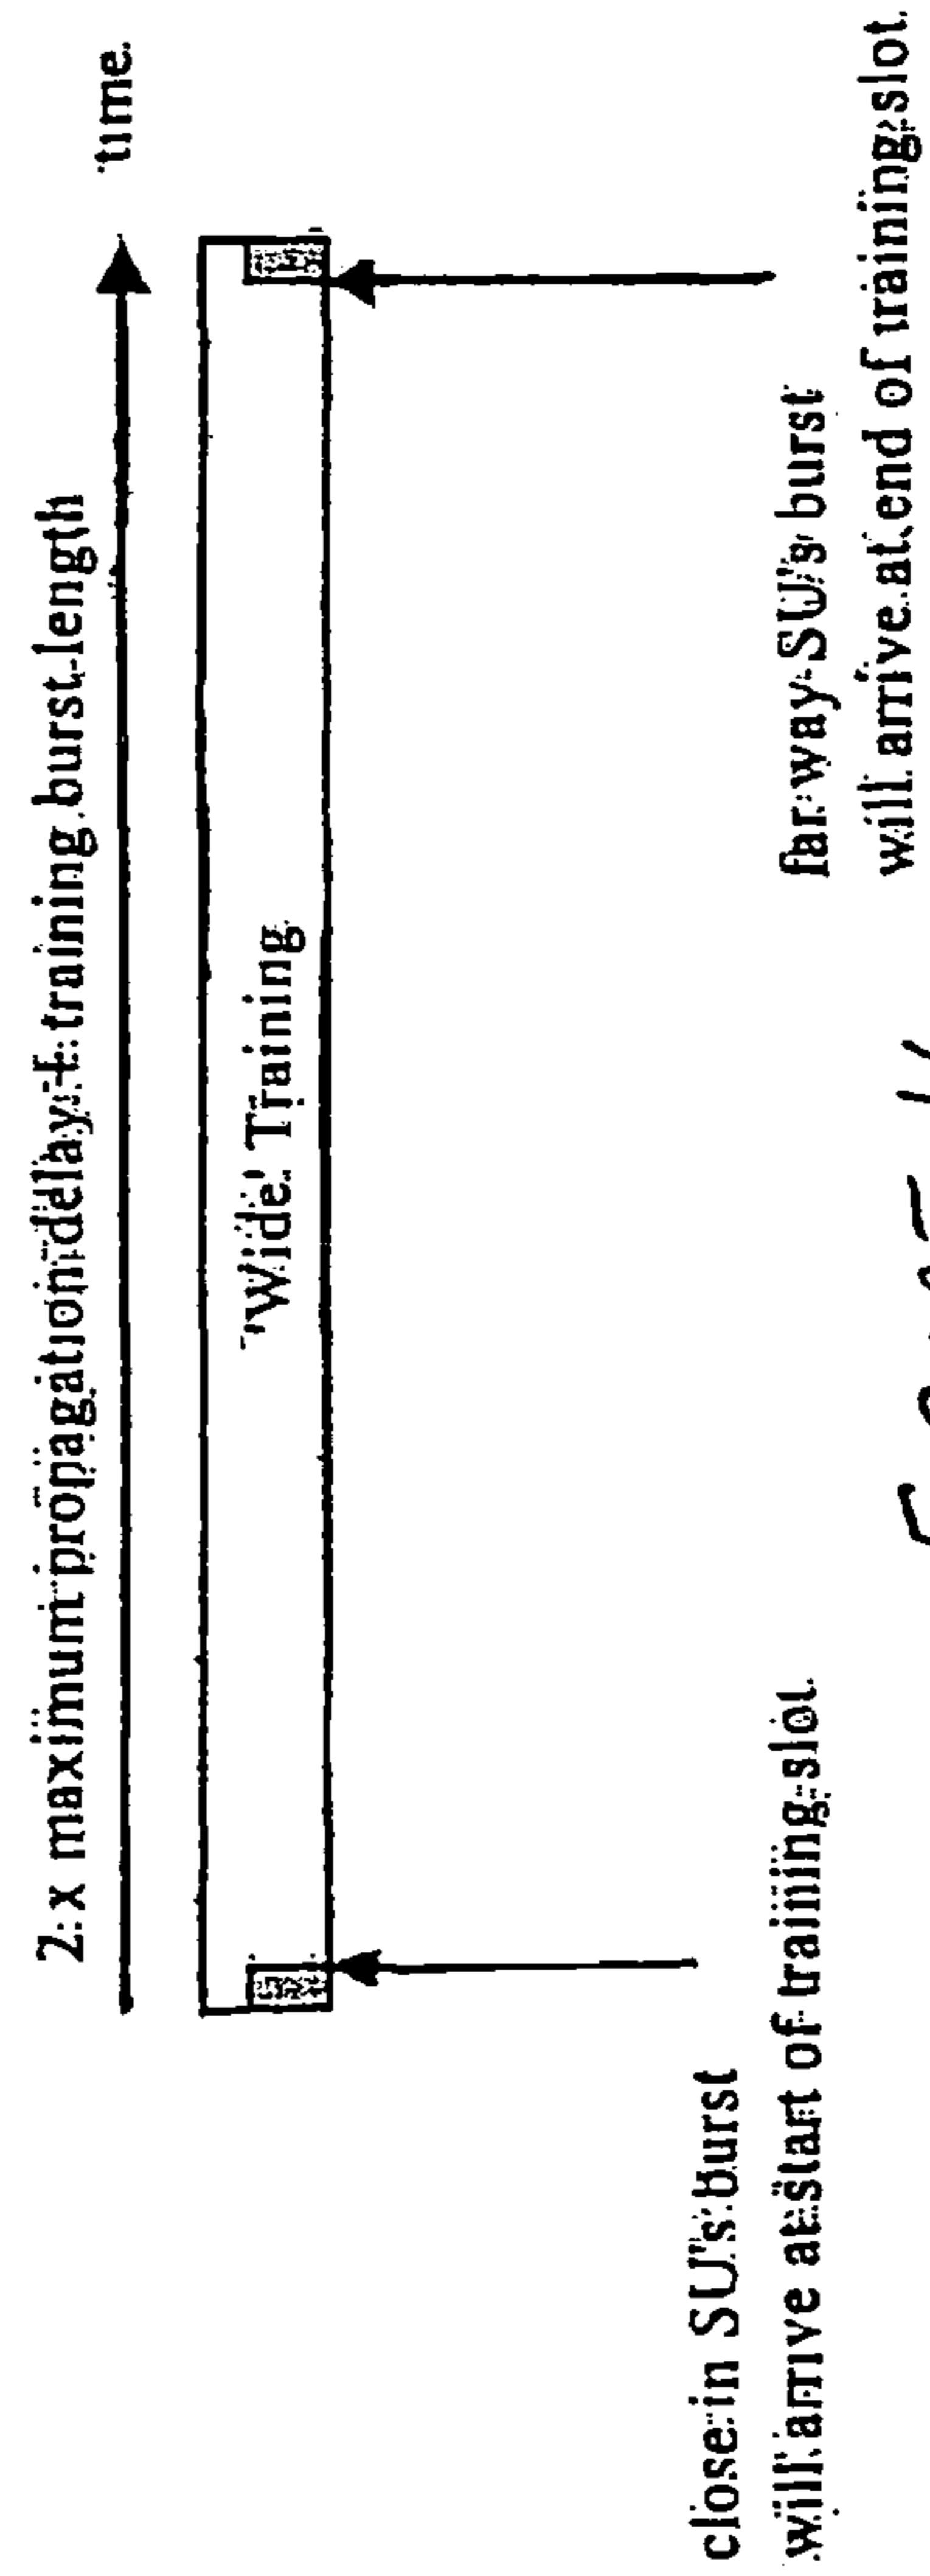 2 x maximum propagation delay + training burst length
time
"Wide" Training
close in SU's burst
will arrive at start of training slot
far way SU's burst
will arrive at end of training slot